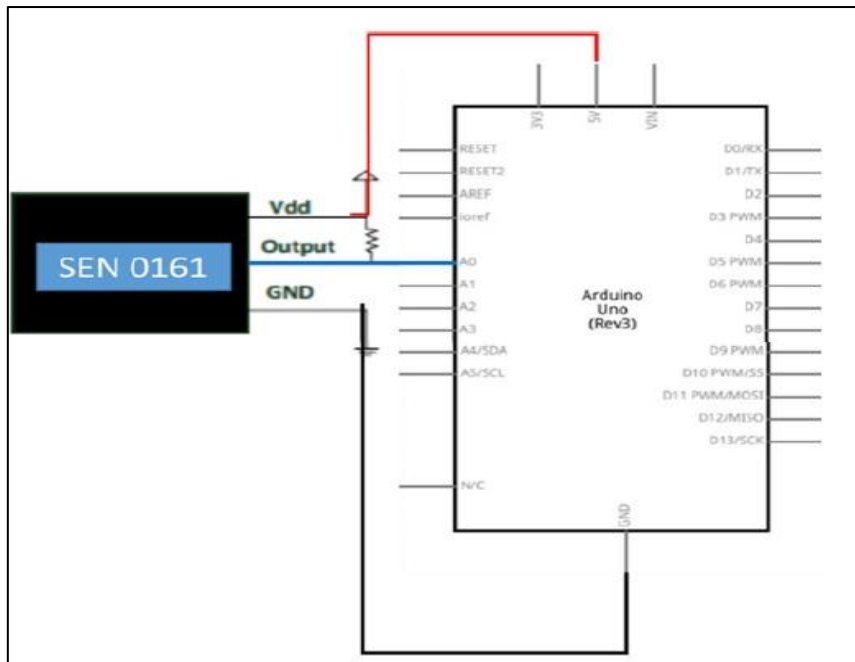 3V3
5V
VIN
RESET
RESET2
AREF
ioref
A0
A1
A2
A3
A4/SDA
A5/SCL
N/C
Vdd
Output
GND
SEN 0161
Arduino
Uno
(Rev3)
D0/RX
D1/TX
D2
D3 PWM
D4
D5 PWM
D6 PWM
D7
D8
D9 PWM
D10 PWM/SS
D11 PWM/MOSI
D12/MISO
D13/SCK
GND